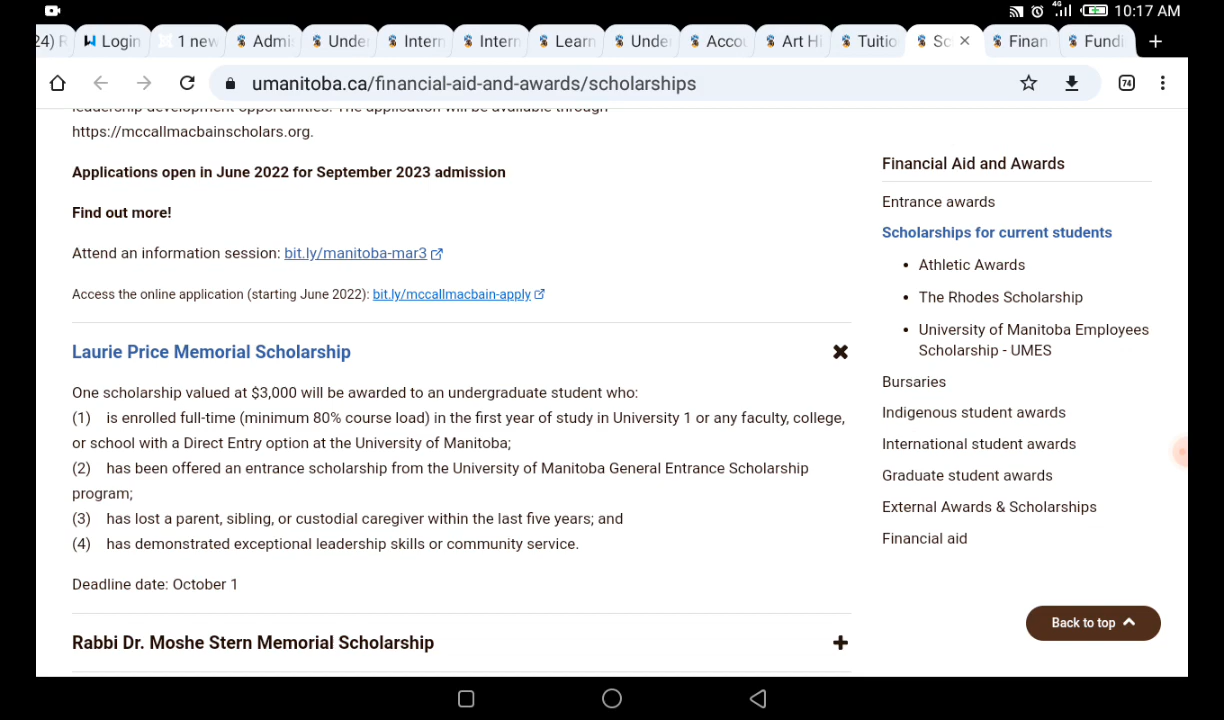 10:17 AM
24) R
Login
1 new
Admi
Under
Intern
Intern
Learn
Under
Accou
Art Hi
Tuitio
Sc
Finan
Fundi
umanitoba.ca/financial-aid-and-awards/scholarships
74
https://mccallmacbainscholars.org.
Applications open in June 2022 for September 2023 admission
Find out more!
Attend an information session: bit.ly/manitoba-mar3
Access the online application (starting June 2022): bit.ly/mccallmacbain-apply
Laurie Price Memorial Scholarship
One scholarship valued at $3,000 will be awarded to an undergraduate student who:
(1) is enrolled full-time (minimum 80% course load) in the first year of study in University 1 or any faculty, college,
or school with a Direct Entry option at the University of Manitoba;
(2) has been offered an entrance scholarship from the University of Manitoba General Entrance Scholarship
program;
(3) has lost a parent, sibling, or custodial caregiver within the last five years; and
(4) has demonstrated exceptional leadership skills or community service.
Deadline date: October 1
Rabbi Dr. Moshe Stern Memorial Scholarship
Financial Aid and Awards
Entrance awards
Scholarships for current students
• Athletic Awards
• The Rhodes Scholarship
• University of Manitoba Employees
Scholarship - UMES
Bursaries
Indigenous student awards
International student awards
Graduate student awards
External Awards & Scholarships
Financial aid
Back to top